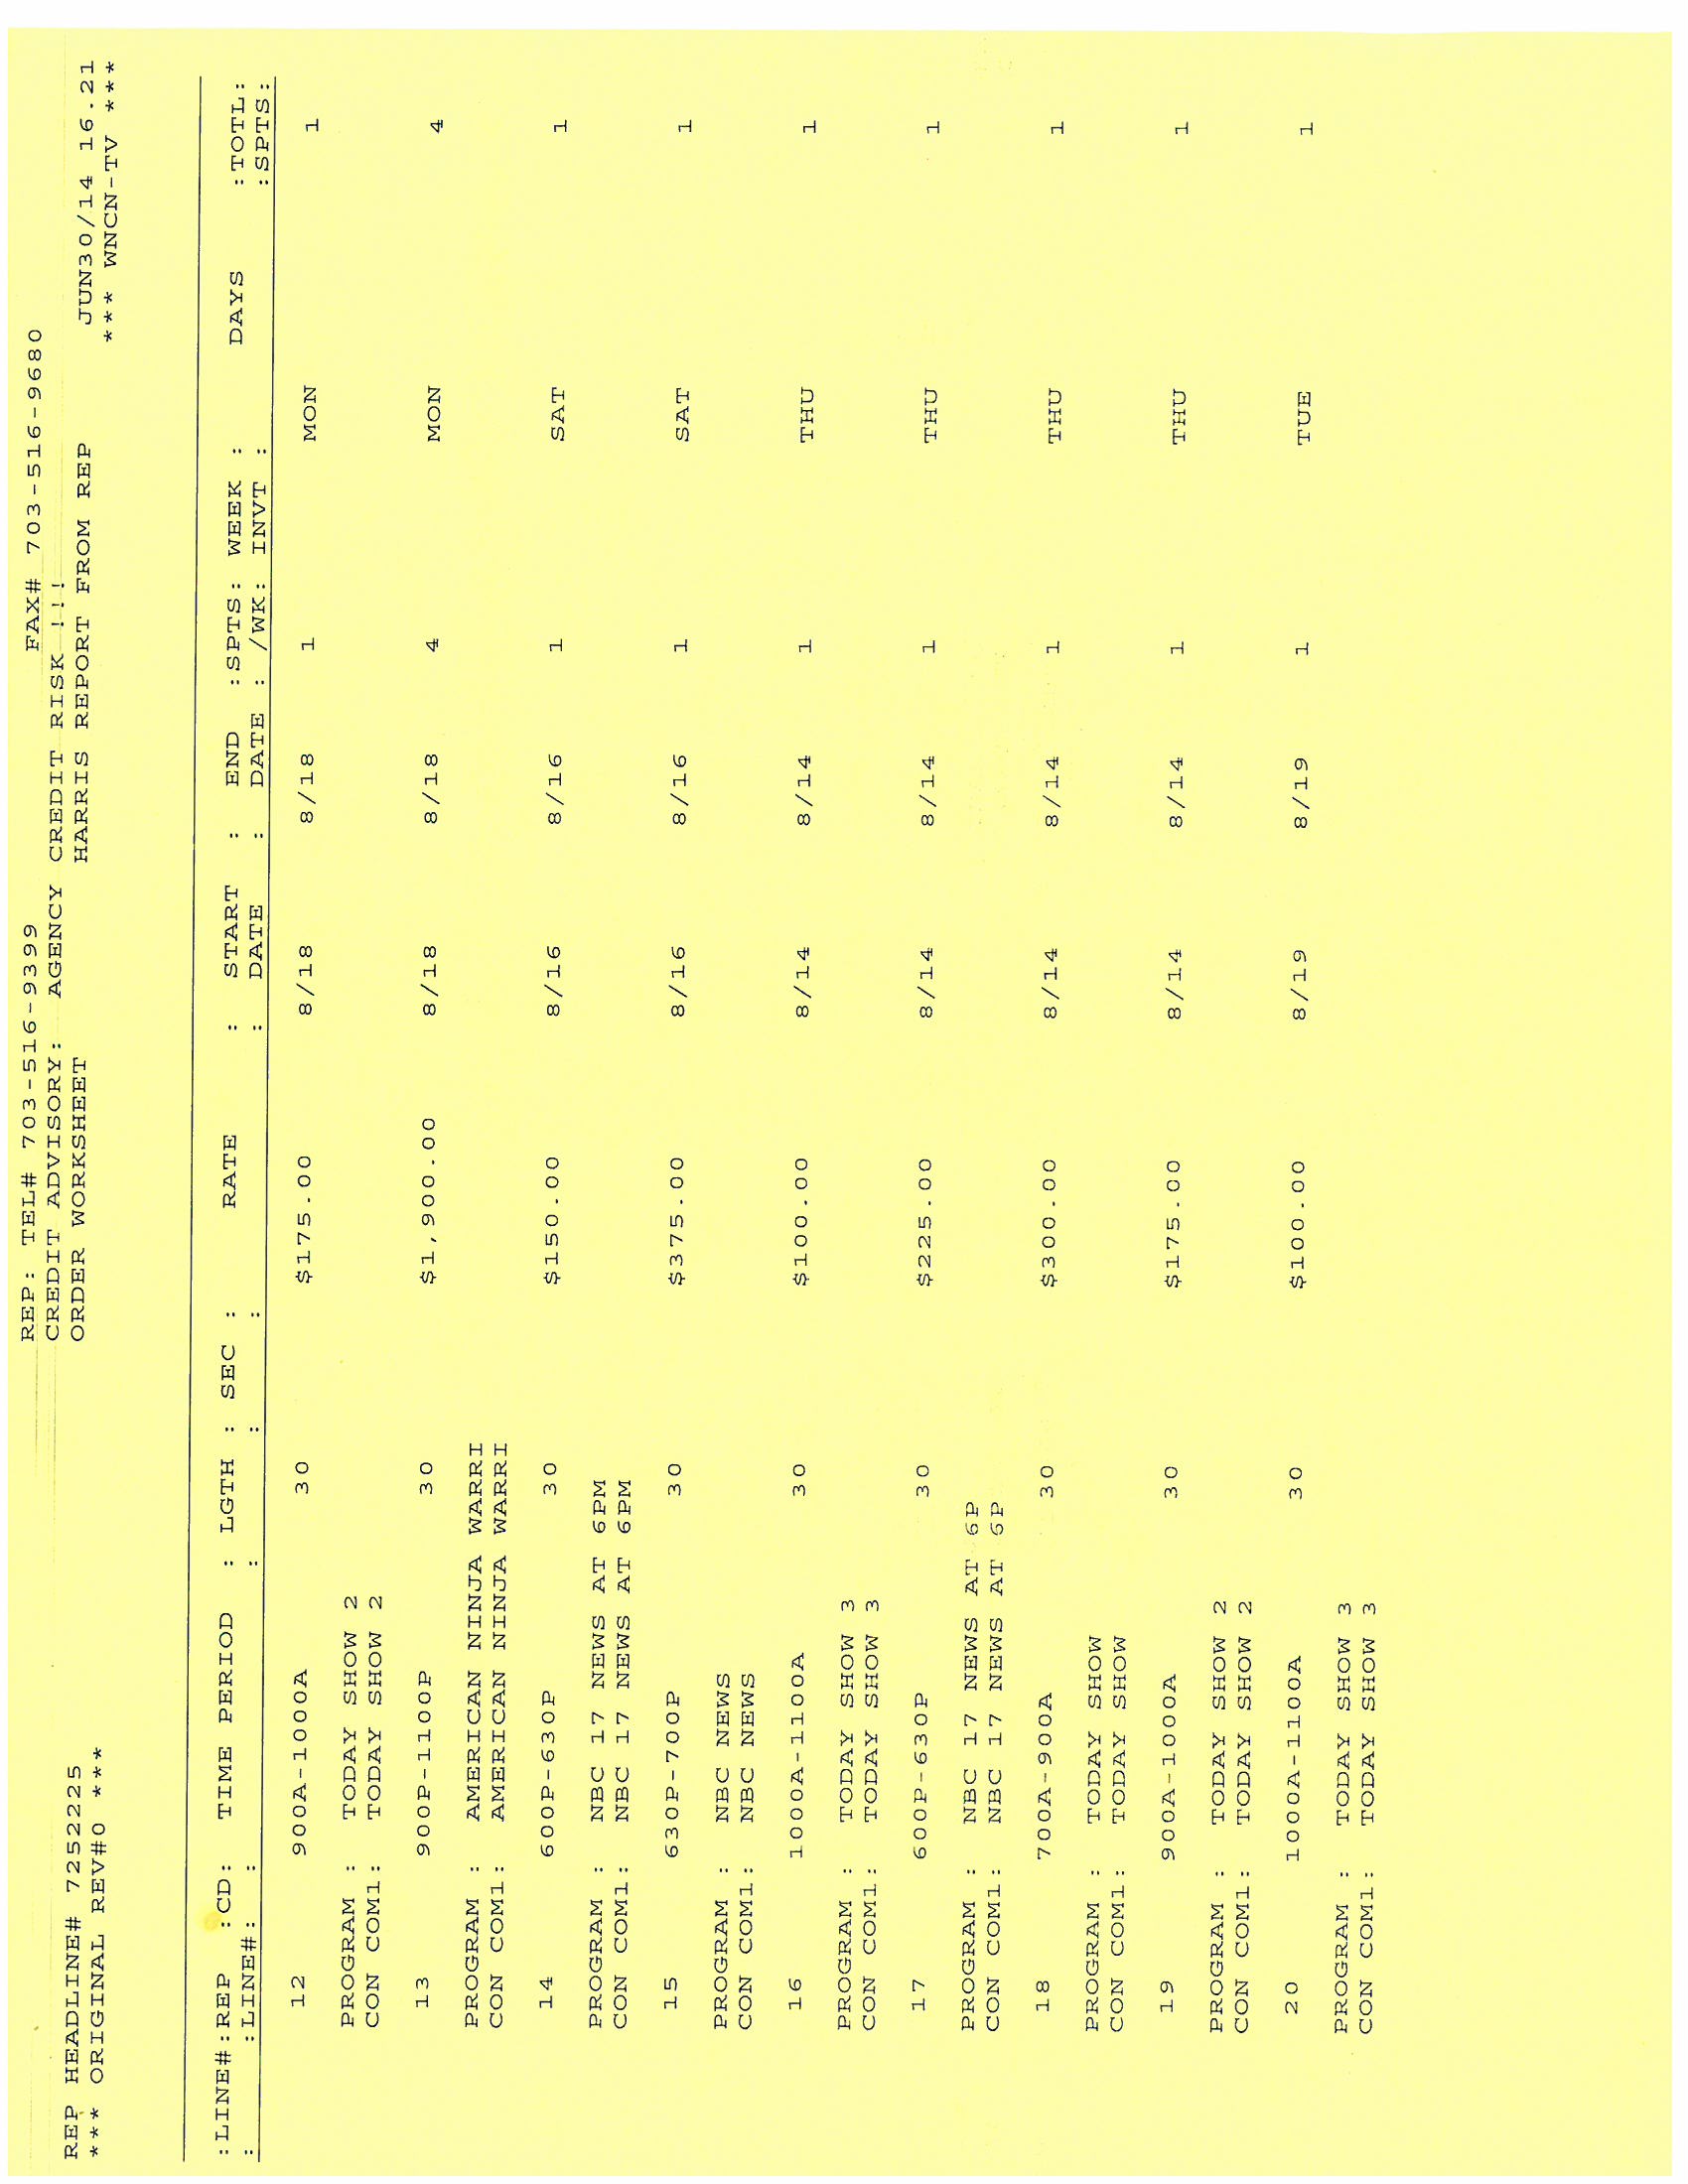 REP: TEL# 703-516-9399 FAX# 703-516-9680
CREDIT ADVISORY: AGENCY CREDIT RISK !!!
REP HEADLINE# 7252225 ORDER WORKSHEET HARRIS REPORT FROM REP JUN30/14 16.21
*** ORIGINAL REV#0 *** *** WNCN-TV ***
:LINE#:REP :CD: TIME PERIOD : LGTH : SEC : RATE : START : END :SPTS: WEEK : DAYS :TOTL:
: :LINE#: : : : : DATE : DATE : /WK: INVT : :SPTS:
12 900A-1000A 30 $175.00 8/18 8/18 1 MON 1
PROGRAM : TODAY SHOW 2
CON COM1: TODAY SHOW 2
13 900P-1100P 30 $1,900.00 8/18 8/18 4 MON 4
PROGRAM : AMERICAN NINJA WARRI
CON COM1: AMERICAN NINJA WARRI
14 600P-630P 30 $150.00 8/16 8/16 1 SAT 1
PROGRAM : NBC 17 NEWS AT 6PM
CON COM1: NBC 17 NEWS AT 6PM
15 630P-700P 30 $375.00 8/16 8/16 1 SAT 1
PROGRAM : NBC NEWS
CON COM1: NBC NEWS
16 1000A-1100A 30 $100.00 8/14 8/14 1 THU 1
PROGRAM : TODAY SHOW 3
CON COM1: TODAY SHOW 3
17 600P-630P 30 $225.00 8/14 8/14 1 THU 1
PROGRAM : NBC 17 NEWS AT 6P
CON COM1: NBC 17 NEWS AT 6P
18 700A-900A 30 $300.00 8/14 8/14 1 THU 1
PROGRAM : TODAY SHOW
CON COM1: TODAY SHOW
19 900A-1000A 30 $175.00 8/14 8/14 1 THU 1
PROGRAM : TODAY SHOW 2
CON COM1: TODAY SHOW 2
20 1000A-1100A 30 $100.00 8/19 8/19 1 TUE 1
PROGRAM : TODAY SHOW 3
CON COM1: TODAY SHOW 3